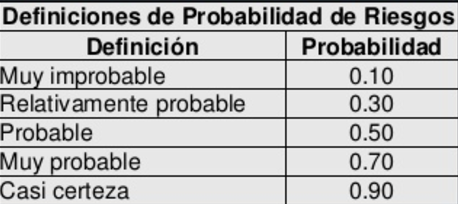 Definiciones de Probabilidad de Riesgos
Definición Probabilidad
Muy improbable 0.10
Relativamente probable 0.30
Probable 0.50
Muy probable 0.70
Casi certeza 0.90